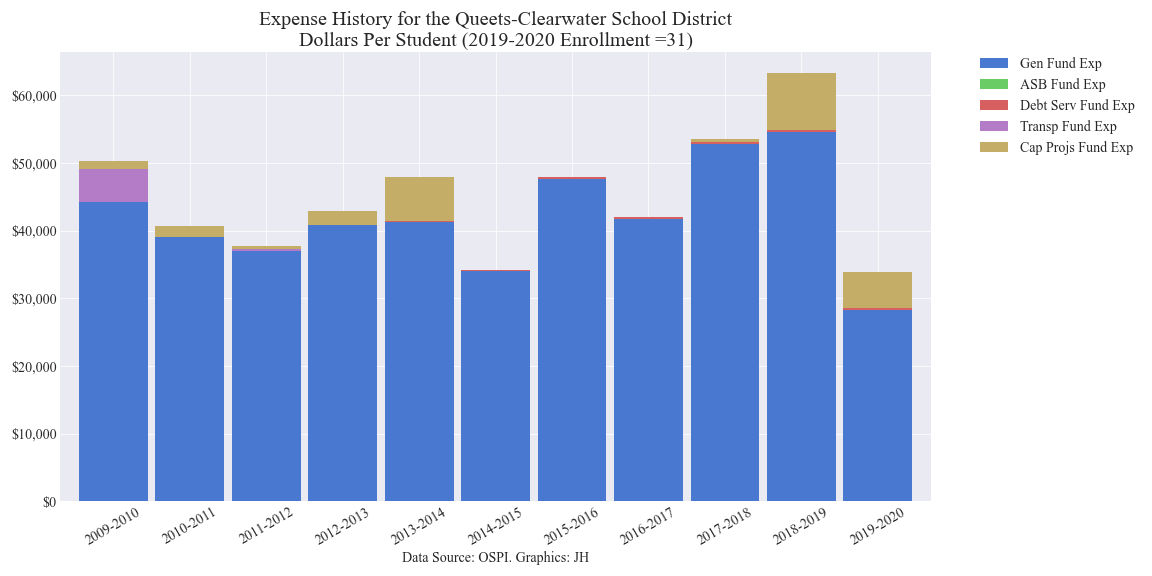 Expense History for the Queets-Clearwater School District
Dollars Per Student (2019-2020 Enrollment =31)
Gen Fund Exp
ASB Fund Exp
Debt Serv Fund Exp
Transp Fund Exp
Cap Projs Fund Exp
$60,000
$50,000
$40,000
$30,000
$20,000
$10,000
$0
2009-2010
2010-2011
2011-2012
2012-2013
2013-2014
2014-2015
2015-2016
2016-2017
2017-2018
2018-2019
2019-2020
Data Source: OSPI. Graphics: JH